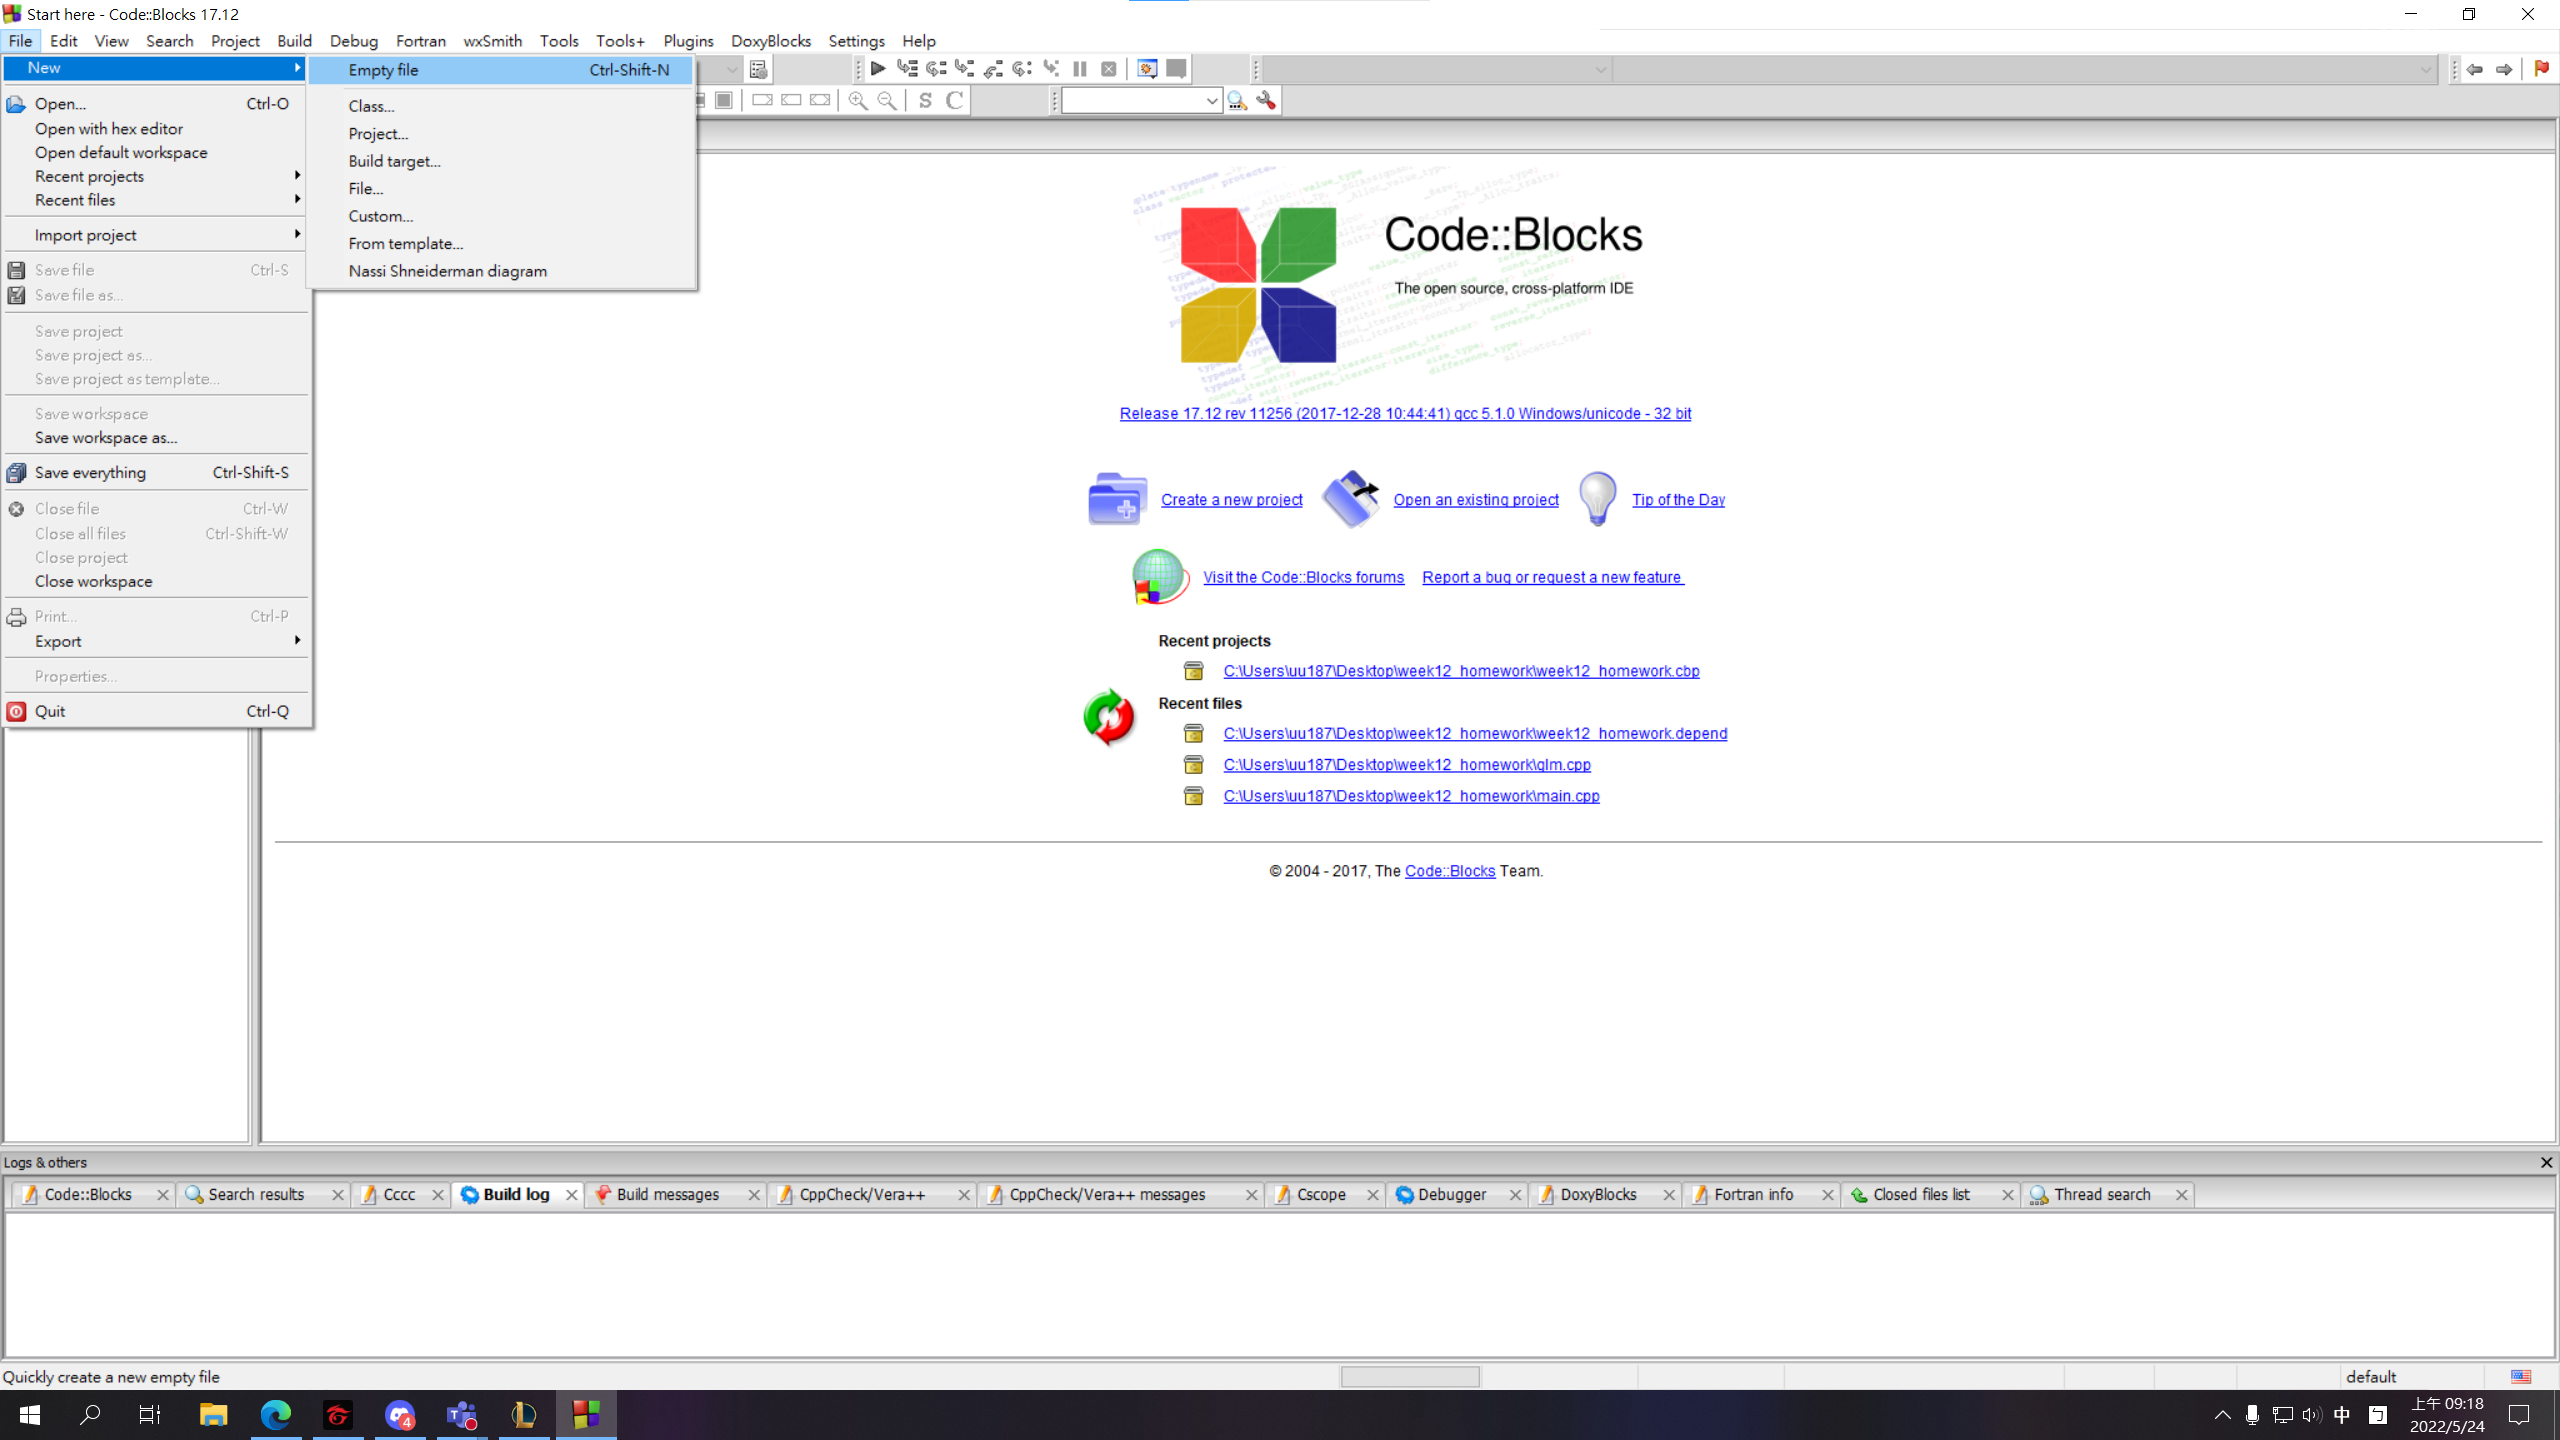 Start here - Code::Blocks 17.12
File Edit View Search Project Build Debug Fortran wxSmith Tools Tools+ Plugins DoxyBlocks Settings Help
New
Open... Ctrl-O
Open with hex editor
Open default workspace
Recent projects
Recent files
Import project
Save file Ctrl-S
Save file as...
Save project
Save project as...
Save project as template...
Save workspace
Save workspace as...
Save everything Ctrl-Shift-S
Close file Ctrl-W
Close all files Ctrl-Shift-W
Close project
Close workspace
Print... Ctrl-P
Export
Properties...
Quit Ctrl-Q
Empty file Ctrl-Shift-N
Class...
Project...
Build target...
File...
Custom...
From template...
Nassi Shneiderman diagram
S C
Code::Blocks
The open source, cross-platform IDE
Release 17.12 rev 11256 (2017-12-28 10:44:41) gcc 5.1.0 Windows/unicode - 32 bit
Create a new project Open an existing project Tip of the Day
Visit the Code::Blocks forums Report a bug or request a new feature
Recent projects
C:\Users\uu187\Desktop\week12_homework\week12_homework.cbp
Recent files
C:\Users\uu187\Desktop\week12_homework\week12_homework.depend
C:\Users\uu187\Desktop\week12_homework\glm.cpp
C:\Users\uu187\Desktop\week12_homework\main.cpp
© 2004 - 2017, The Code::Blocks Team.
Logs & others
Code::Blocks Search results Cccc Build log Build messages CppCheck/Vera++ CppCheck/Vera++ messages Cscope Debugger DoxyBlocks Fortran info Closed files list Thread search
Quickly create a new empty file default
4 中 ㄅ 上午 09:18
2022/5/24